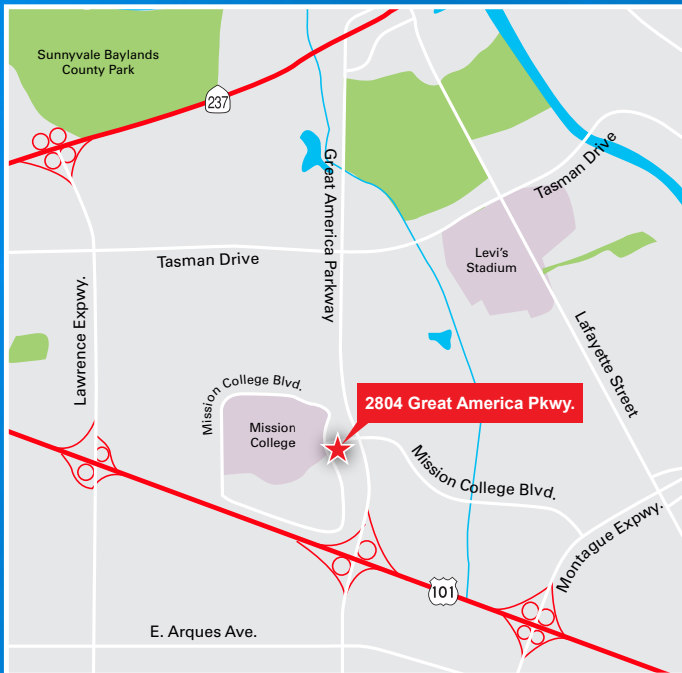 Sunnyvale Baylands
County Park
237
Great America Parkway
Tasman Drive
Tasman Drive
Levi's
Stadium
Lawrence Expwy.
Lafayette Street
Mission College Blvd.
2804 Great America Pkwy.
Mission
College
Mission College Blvd.
Montague Expwy.
101
E. Arques Ave.